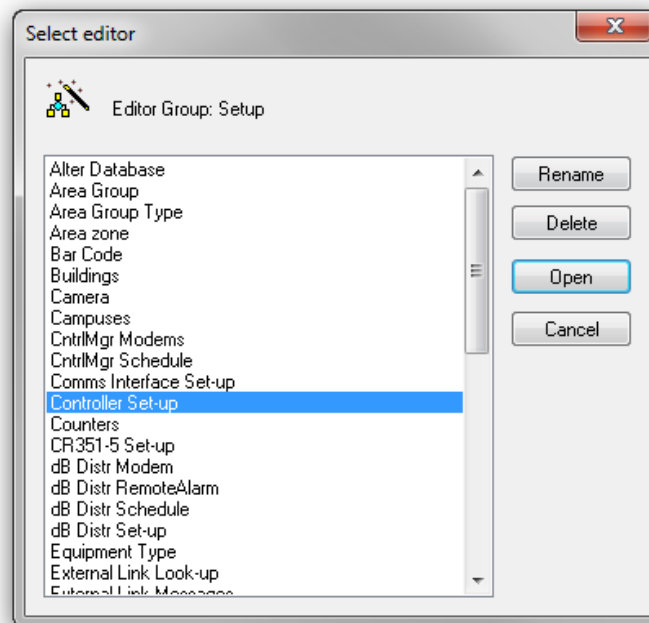 Select editor
Editor Group: Setup
Alter Database
Area Group
Area Group Type
Area zone
Bar Code
Buildings
Camera
Campuses
CntrlMgr Modems
CntrlMgr Schedule
Comms Interface Set-up
Controller Set-up
Counters
CR351-5 Set-up
dB Distr Modem
dB Distr RemoteAlarm
dB Distr Schedule
dB Distr Set-up
Equipment Type
External Link Look-up
External Link Messages
Rename
Delete
Open
Cancel